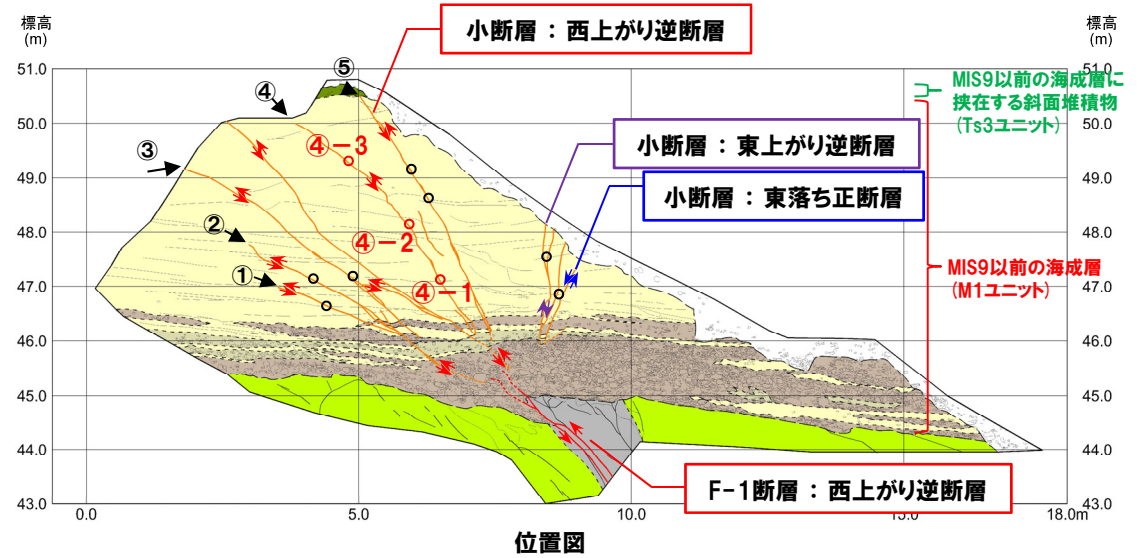 標高
(m)
標高
(m)
小断層 : 西上がり逆断層
51.0
50.0
49.0
48.0
47.0
46.0
45.0
44.0
43.0
⑤
④
③
②
①
④－3
④－2
④－1
小断層 : 東上がり逆断層
小断層 : 東落ち正断層
51.0
MIS9以前の海成層に
挟在する斜面堆積物
(Ts3ユニット)
50.0
49.0
48.0
47.0
MIS9以前の海成層
(M1ユニット)
46.0
45.0
44.0
43.0
F-1断層 : 西上がり逆断層
0.0
5.0
10.0
15.0
18.0m
位置図